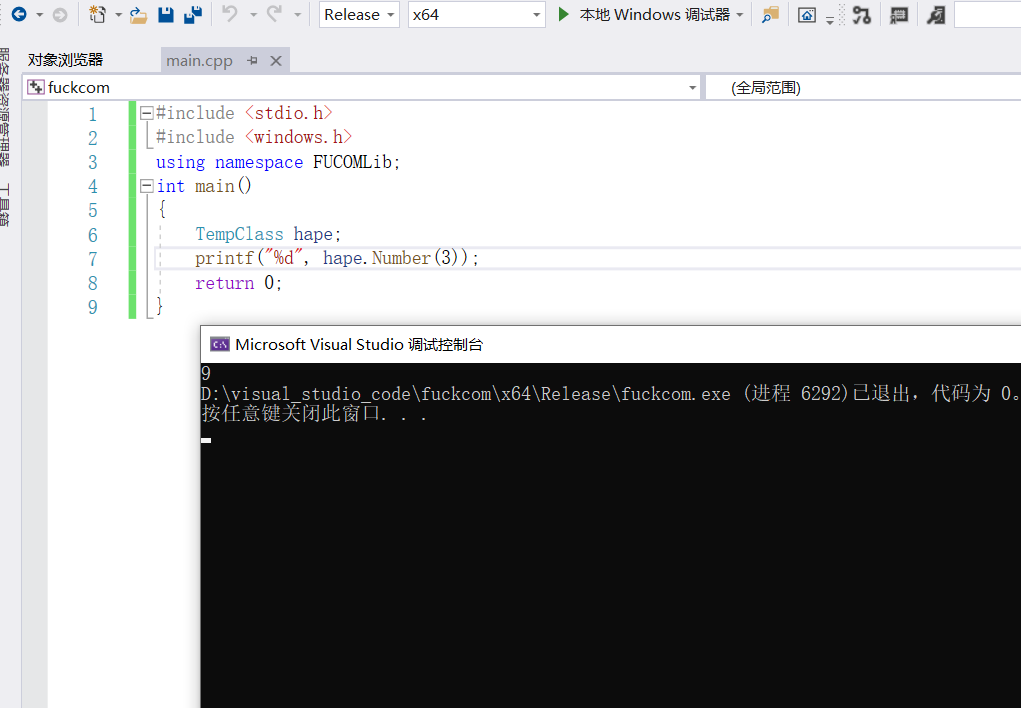 Release
x64
本地 Windows 调试器
服务器资源管理器
工具箱
对象浏览器
main.cpp
fuckcom
(全局范围)
1 #include <stdio.h>
2 #include <windows.h>
3 using namespace FUCOMLib;
4 int main()
5 {
6 TempClass hape;
7 printf("%d", hape.Number(3));
8 return 0;
9 }
Microsoft Visual Studio 调试控制台
9
D:\visual_studio_code\fuckcom\x64\Release\fuckcom.exe (进程 6292)已退出，代码为 0。
按任意键关闭此窗口. . .